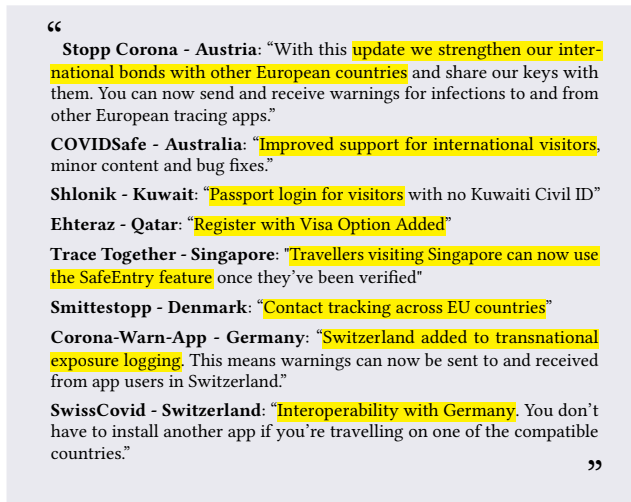 “
Stopp Corona - Austria: “With this update we strengthen our inter-
national bonds with other European countries and share our keys with
them. You can now send and receive warnings for infections to and from
other European tracing apps.”
COVIDSafe - Australia: “Improved support for international visitors,
minor content and bug fixes.”
Shlonik - Kuwait: “Passport login for visitors with no Kuwaiti Civil ID”
Ehteraz - Qatar: “Register with Visa Option Added”
Trace Together - Singapore: "Travellers visiting Singapore can now use
the SafeEntry feature once they’ve been verified"
Smittestopp - Denmark: “Contact tracking across EU countries”
Corona-Warn-App - Germany: “Switzerland added to transnational
exposure logging. This means warnings can now be sent to and received
from app users in Switzerland.”
SwissCovid - Switzerland: “Interoperability with Germany. You don’t
have to install another app if you’re travelling on one of the compatible
countries.”
”